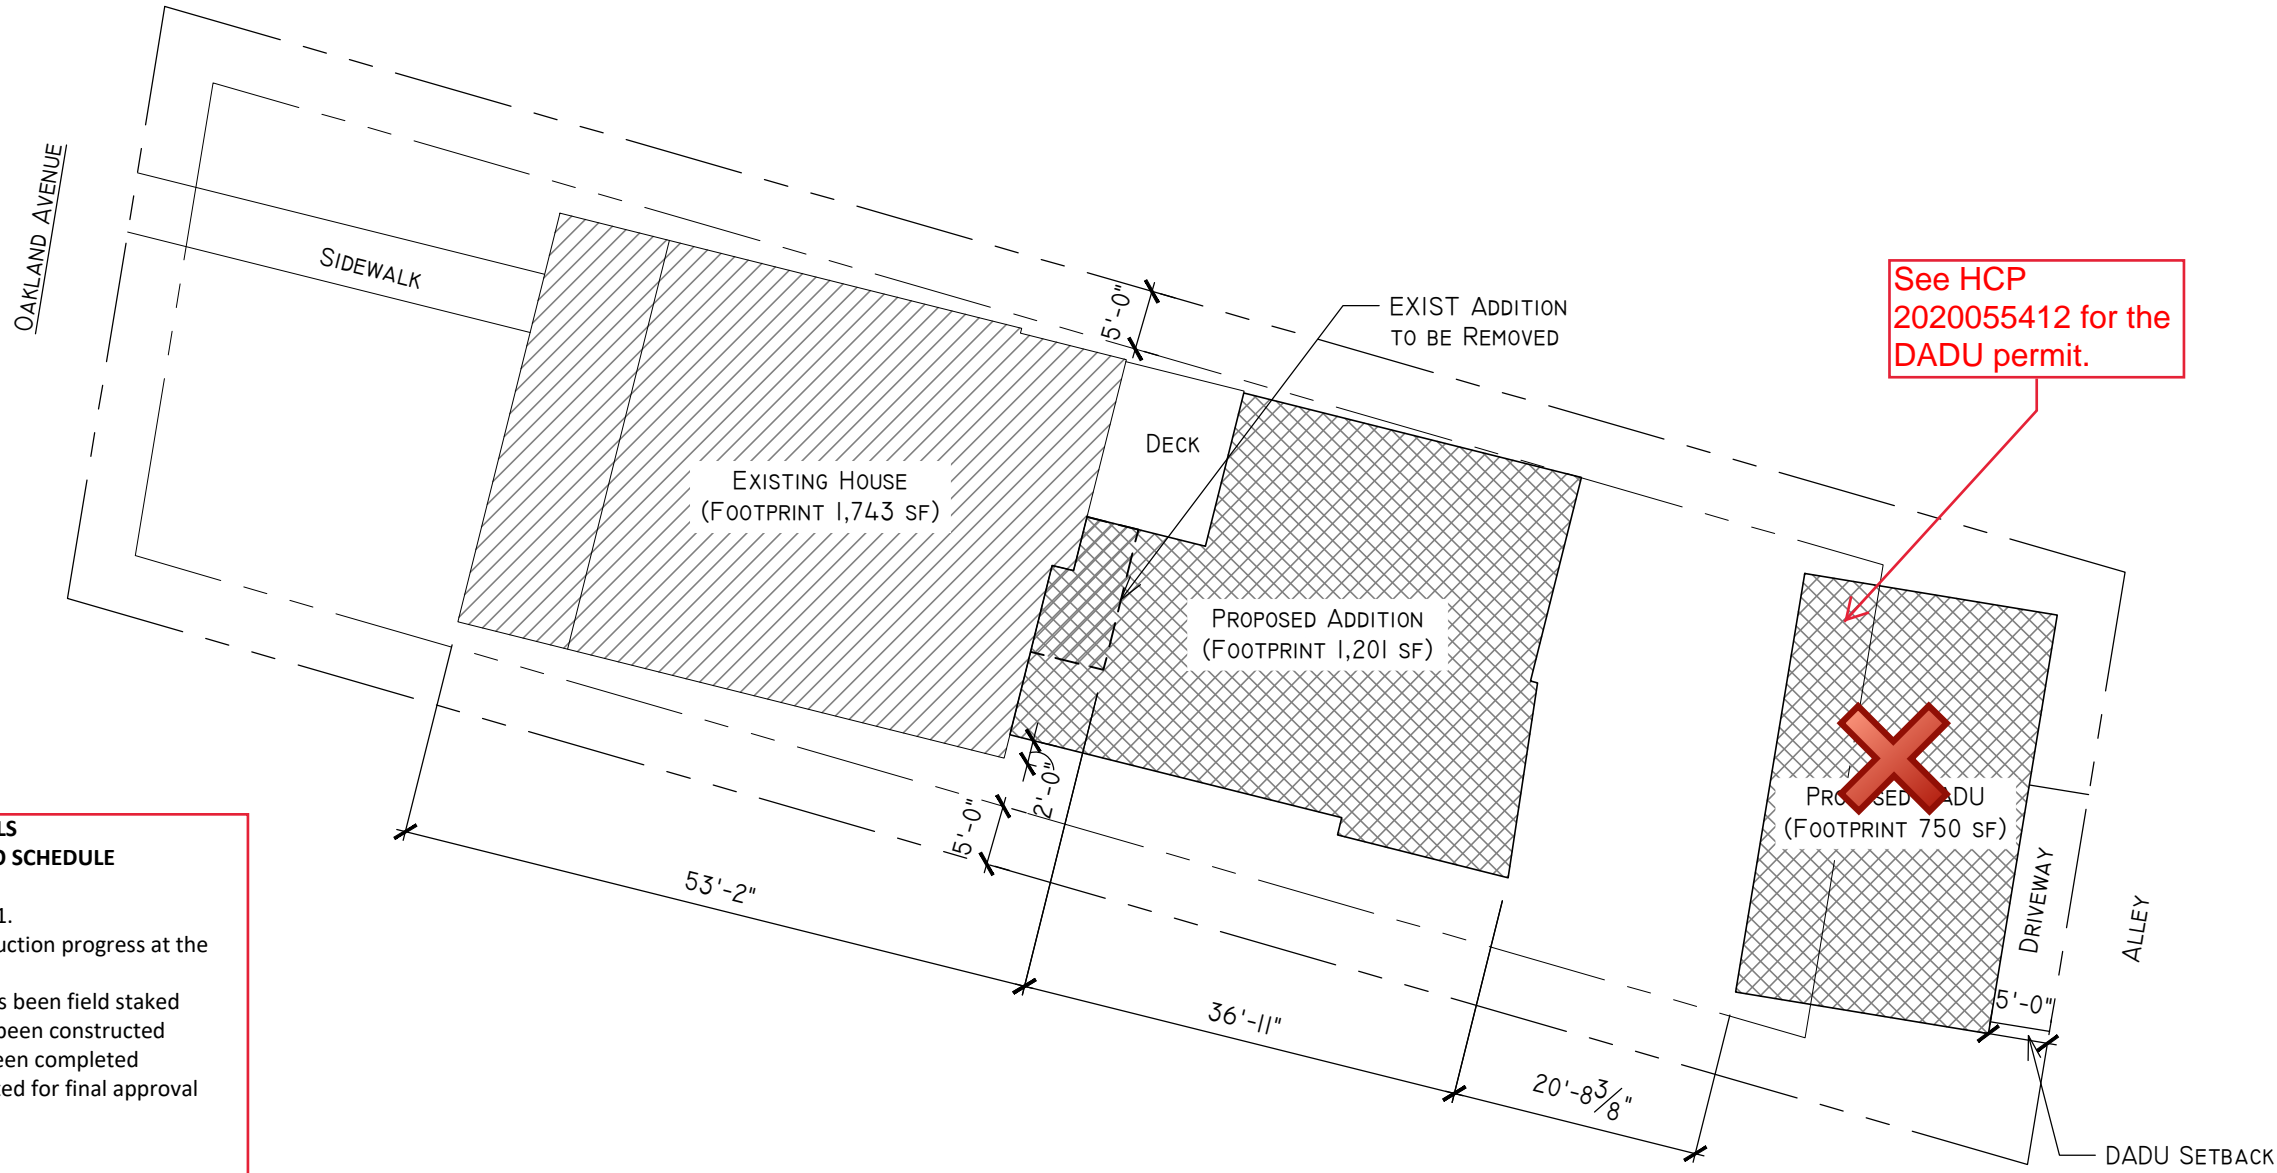 OAKLAND AVENUE
SIDEWALK
5'-0"
EXIST ADDITION
TO BE REMOVED
See HCP
2020055412 for the
DADU permit.
DECK
EXISTING HOUSE
(FOOTPRINT 1,743 SF)
PROPOSED ADDITION
(FOOTPRINT 1,201 SF)
2'-0"
5'-0"
53'-2"
36'-11"
20'-8 3/8"
(FOOTPRINT 750 SF)
DRIVEWAY
ALLEY
5'-0"
DADU SETBACK
SCHEDULE
1.
progress at the
been field staked
been constructed
completed
for final approval